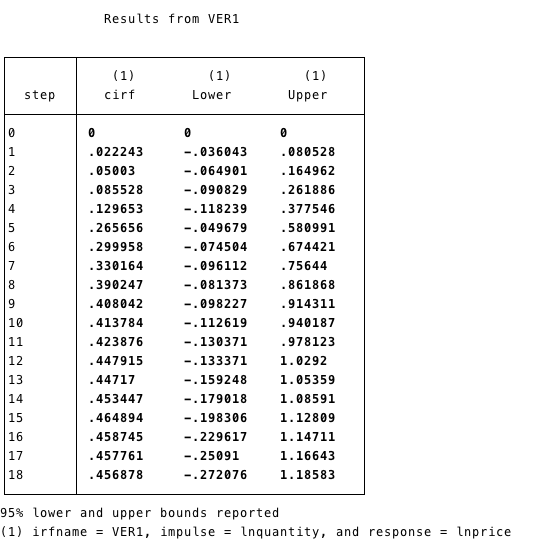 Results from VER1
(1) (1) (1)
step cirf Lower Upper
0 0 0 0
1 .022243 -.036043 .080528
2 .05003 -.064901 .164962
3 .085528 -.090829 .261886
4 .129653 -.118239 .377546
5 .265656 -.049679 .580991
6 .299958 -.074504 .674421
7 .330164 -.096112 .75644
8 .390247 -.081373 .861868
9 .408042 -.098227 .914311
10 .413784 -.112619 .940187
11 .423876 -.130371 .978123
12 .447915 -.133371 1.0292
13 .44717 -.159248 1.05359
14 .453447 -.179018 1.08591
15 .464894 -.198306 1.12809
16 .458745 -.229617 1.14711
17 .457761 -.25091 1.16643
18 .456878 -.272076 1.18583
95% lower and upper bounds reported
(1) irfname = VER1, impulse = lnquantity, and response = lnprice